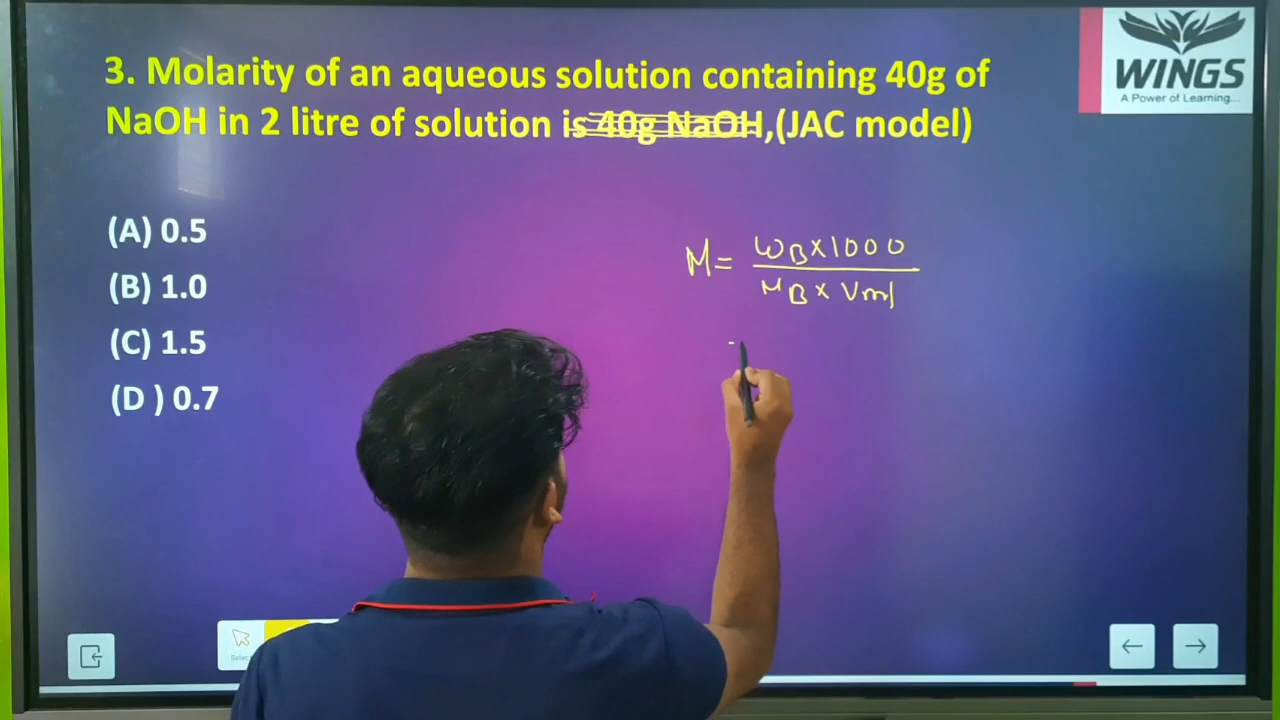 3. Molarity of an aqueous solution containing 40g of
NaOH in 2 litre of solution is 40g NaOH,(JAC model)
WINGS
A Power of Learning...
(A) 0.5
(B) 1.0
(C) 1.5
(D ) 0.7
M = WB×1000
MB × Vml
Select